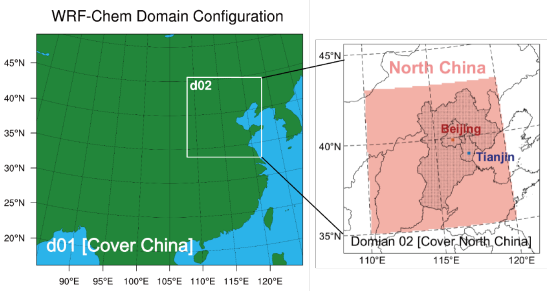 WRF-Chem Domain Configuration
45°N
40°N
35°N
30°N
25°N
20°N
d02
d01 [Cover China]
90°E 95°E 100°E 105°E 110°E 115°E 120°E
45°N
North China
Beijing
40°N
Tianjin
35°N
Domian 02 [Cover North China]
110°E 115°E 120°E